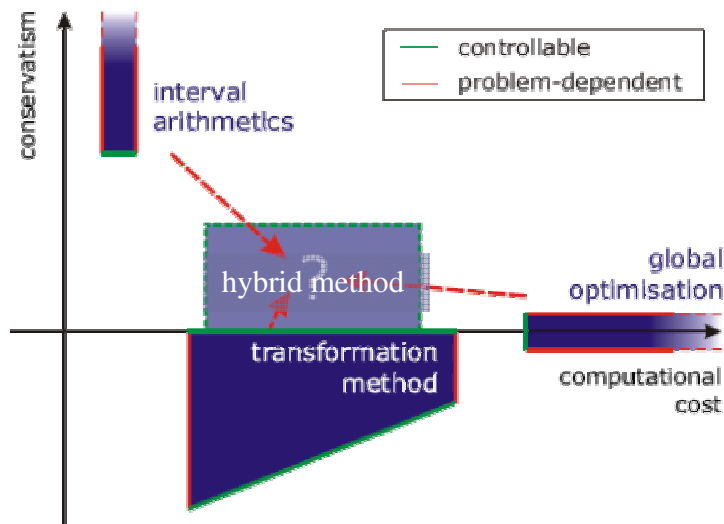 conservatism
controllable
problem-dependent
interval
arithmetics
?
hybrid method
global
optimisation
transformation
method
computational
cost